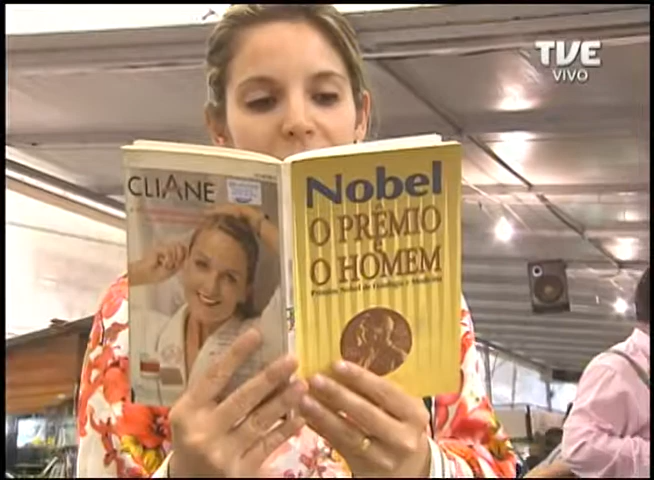 TVE
VIVO
CLIANE
Nobel
O PRÊMIO
e
O HOMEM
Prêmio Nobel de Fisiologia e Medicina